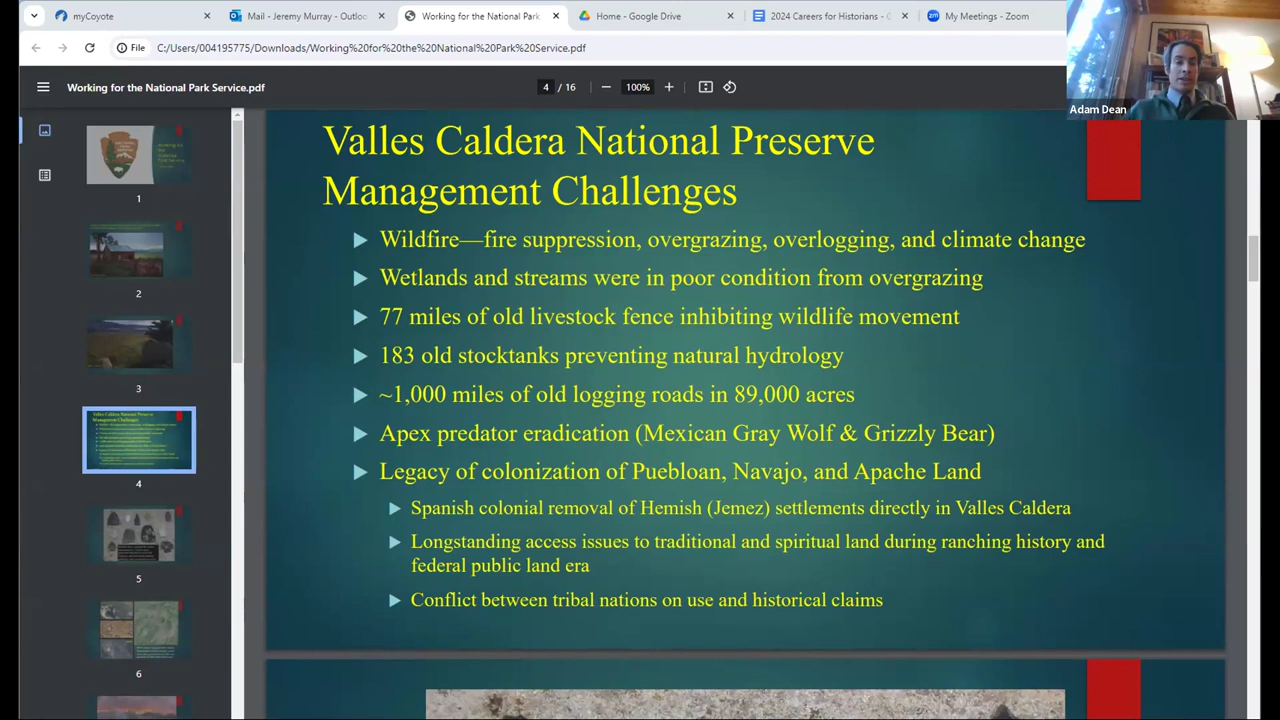 myCoyote
Mail - Jeremy Murray - Outloo
Working for the National Park
Home - Google Drive
2024 Careers for Historians - G
My Meetings - Zoom
File
C:/Users/004195775/Downloads/Working%20for%20the%20National%20Park%20Service.pdf
Working for the National Park Service.pdf
4 / 16
100%
Adam Dean
1
2
3
4
5
6
Valles Caldera National Preserve
Management Challenges
Wildfire—fire suppression, overgrazing, overlogging, and climate change
Wetlands and streams were in poor condition from overgrazing
77 miles of old livestock fence inhibiting wildlife movement
183 old stocktanks preventing natural hydrology
~1,000 miles of old logging roads in 89,000 acres
Apex predator eradication (Mexican Gray Wolf & Grizzly Bear)
Legacy of colonization of Puebloan, Navajo, and Apache Land
Spanish colonial removal of Hemish (Jemez) settlements directly in Valles Caldera
Longstanding access issues to traditional and spiritual land during ranching history and
federal public land era
Conflict between tribal nations on use and historical claims